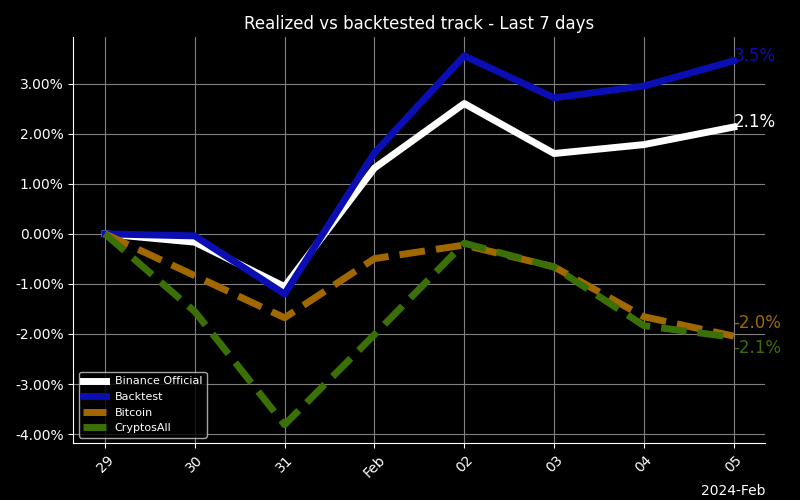 Realized vs backtested track - Last 7 days
3.5%
3.00%
2.1%
2.00%
1.00%
0.00%
-1.00%
-2.0%
-2.00%
-2.1%
-3.00%
-4.00%
Binance Official
Backtest
Bitcoin
CryptosAll
29 30 31 Feb 02 03 04 05
2024-Feb